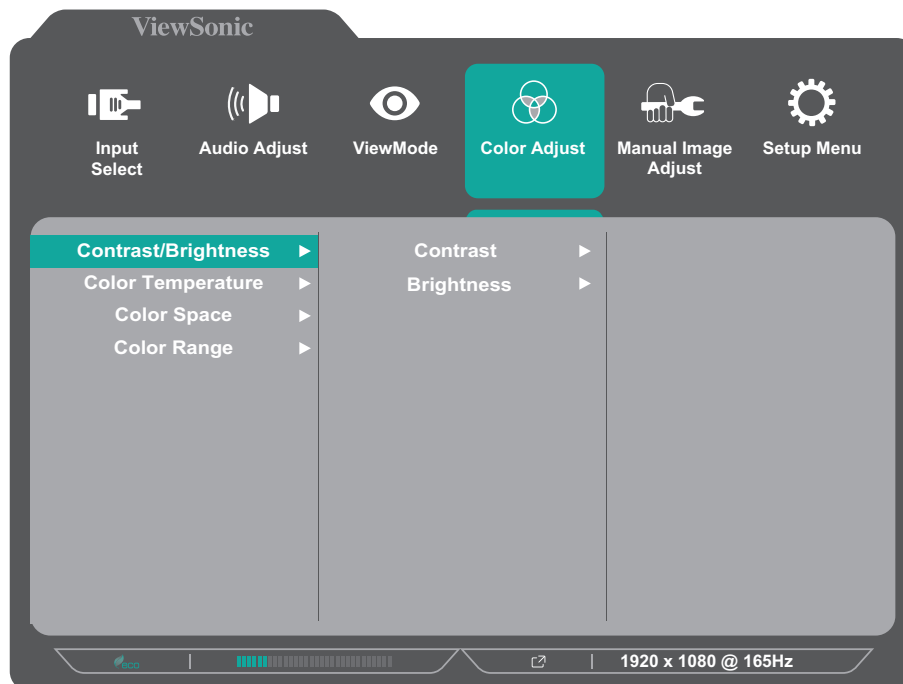 ViewSonic
Input Select
Audio Adjust
ViewMode
Color Adjust
Manual Image Adjust
Setup Menu
Contrast/Brightness
Color Temperature
Color Space
Color Range
Contrast
Brightness
eco
1920 x 1080 @ 165Hz